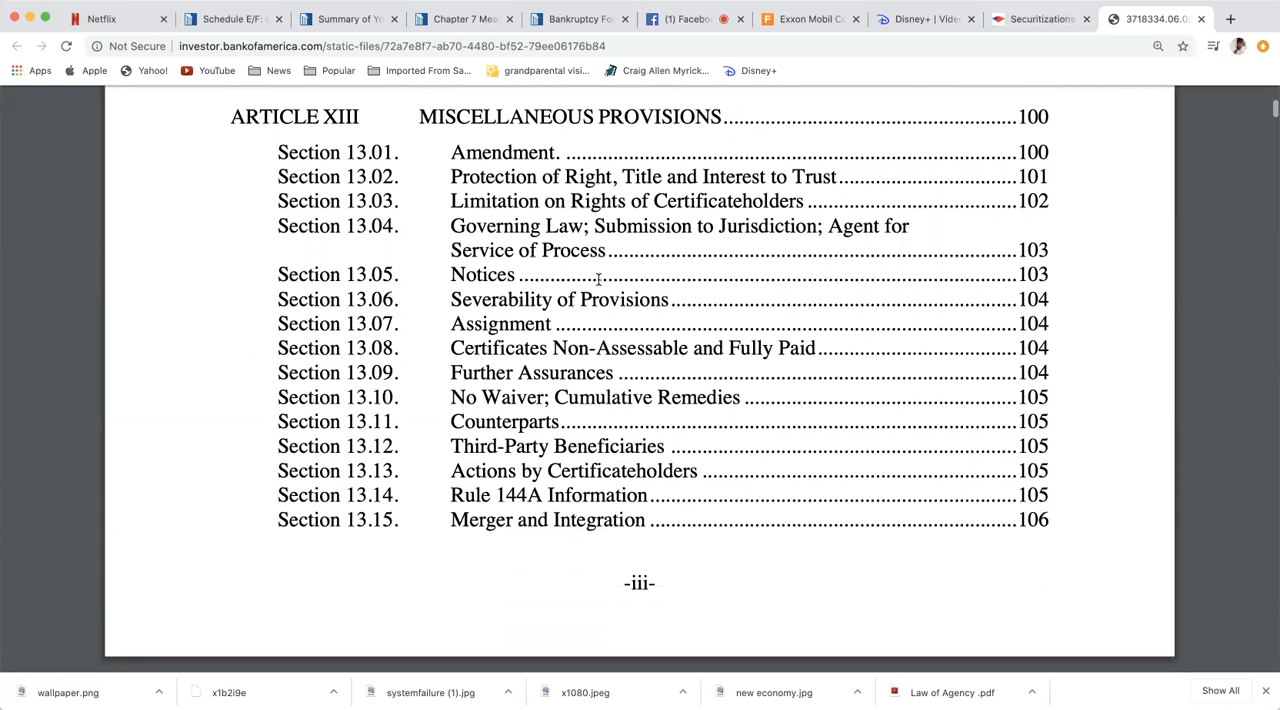 Netflix
Schedule E/F: C
Summary of Yo
Chapter 7 Mea
Bankruptcy Fo
(1) Faceboo
Exxon Mobil Co
Disney+ | Vide
Securitizations
3718334.06.0
Not Secure | investor.bankofamerica.com/static-files/72a7e8f7-ab70-4480-bf52-79ee06176b84
Apps Apple Yahoo! YouTube News Popular Imported From Sa... grandparental visi... Craig Allen Myrick... Disney+
ARTICLE XIII MISCELLANEOUS PROVISIONS 100
Section 13.01. Amendment. 100
Section 13.02. Protection of Right, Title and Interest to Trust 101
Section 13.03. Limitation on Rights of Certificateholders 102
Section 13.04. Governing Law; Submission to Jurisdiction; Agent for
Service of Process 103
Section 13.05. Notices 103
Section 13.06. Severability of Provisions 104
Section 13.07. Assignment 104
Section 13.08. Certificates Non-Assessable and Fully Paid 104
Section 13.09. Further Assurances 104
Section 13.10. No Waiver; Cumulative Remedies 105
Section 13.11. Counterparts 105
Section 13.12. Third-Party Beneficiaries 105
Section 13.13. Actions by Certificateholders 105
Section 13.14. Rule 144A Information 105
Section 13.15. Merger and Integration 106
-iii-
wallpaper.png
x1b2i9e
systemfailure (1).jpg
x1080.jpeg
new economy.jpg
Law of Agency .pdf
Show All